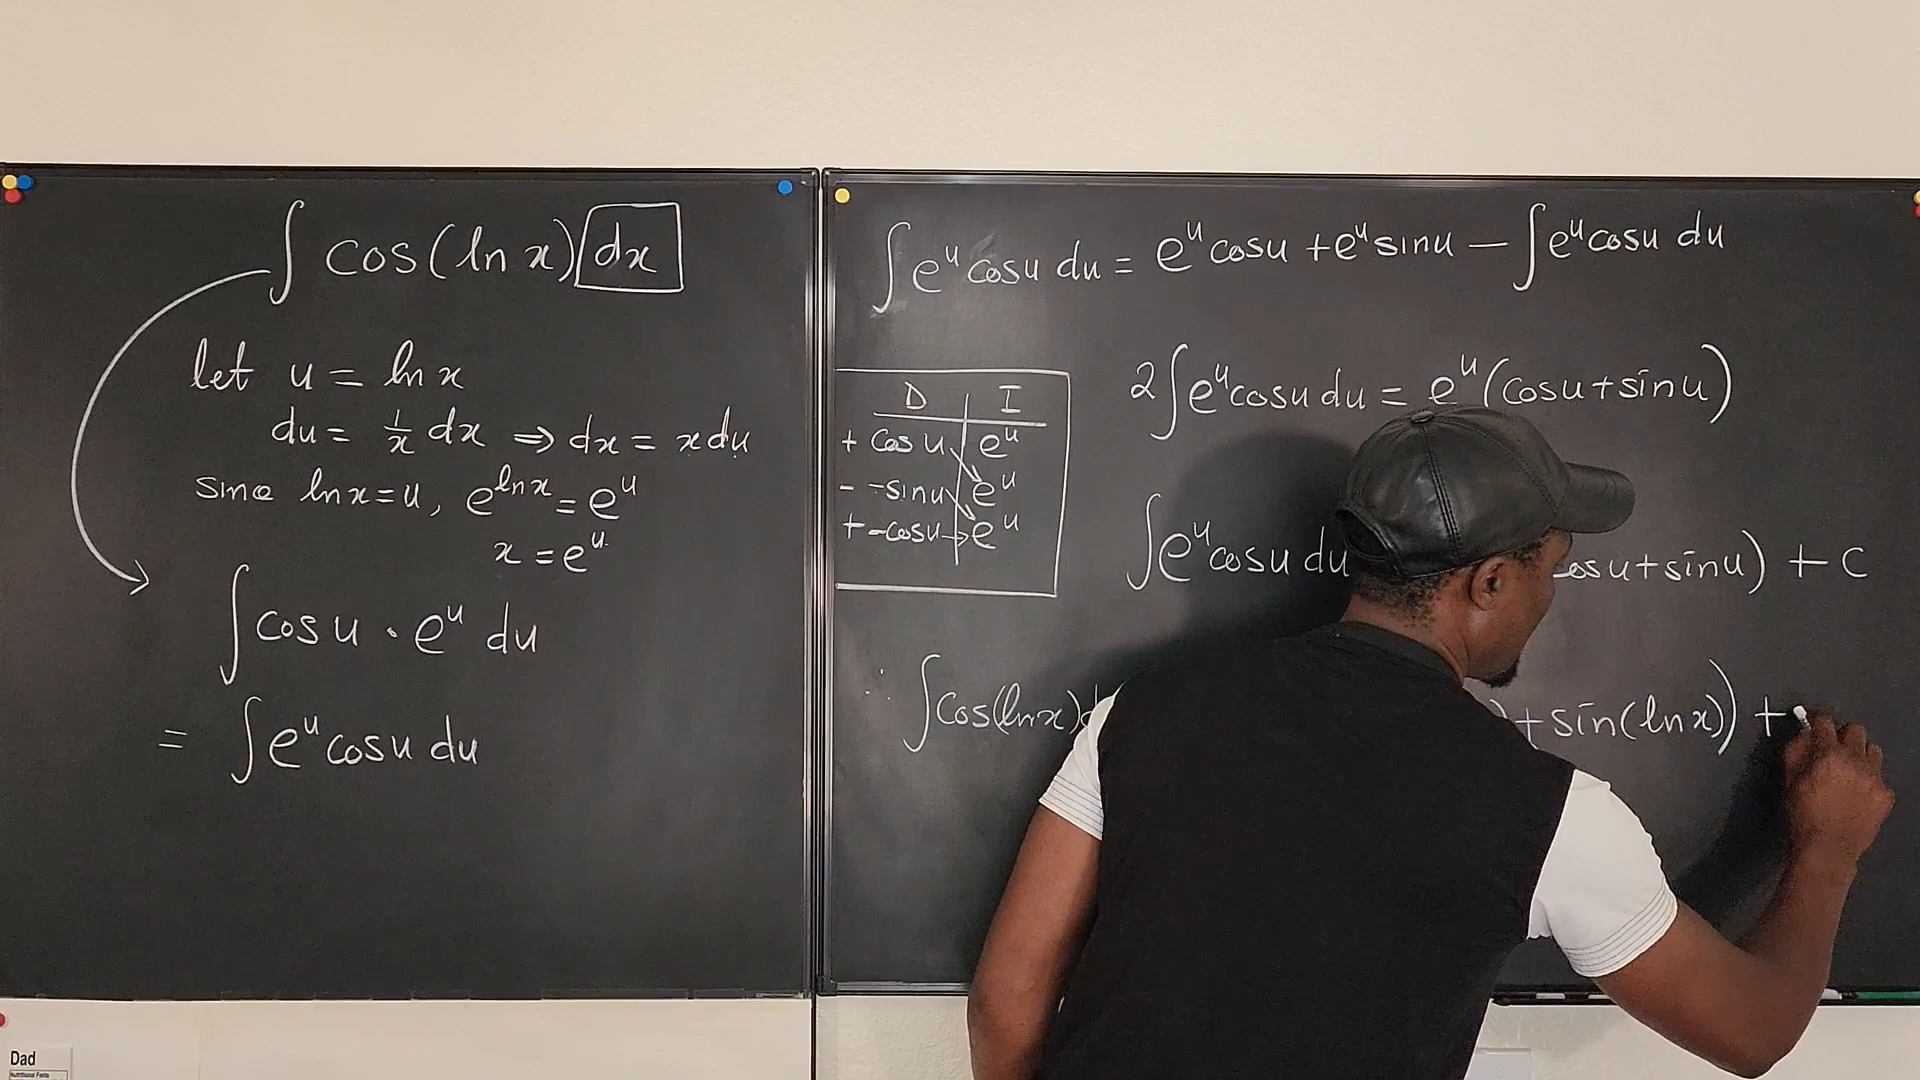 ∫ cos(ln x) dx
let u = ln x
du = 1/x dx ⇒ dx = x du
since ln x = u, e^{ln x} = e^u
x = e^u
∫ cos u · e^u du
= ∫ e^u cos u du
∫ e^u cos u du = e^u cos u + e^u sin u − ∫ e^u cos u du
D I
+ cos u e^u
- -sin u e^u
+ -cos u → e^u
2∫ e^u cos u du = e^u (cos u + sin u)
∫ e^u cos u du cos u + sin u) + C
∴ ∫ cos(ln x) ) + sin(ln x)) +
Dad
Nutritional Facts